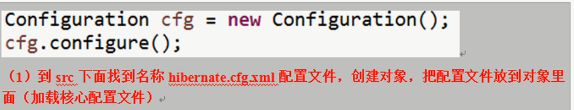 Configuration cfg = new Configuration();
cfg.configure();
（1）到 src 下面找到名称 hibernate.cfg.xml 配置文件，创建对象，把配置文件放到对象里
面（加载核心配置文件）